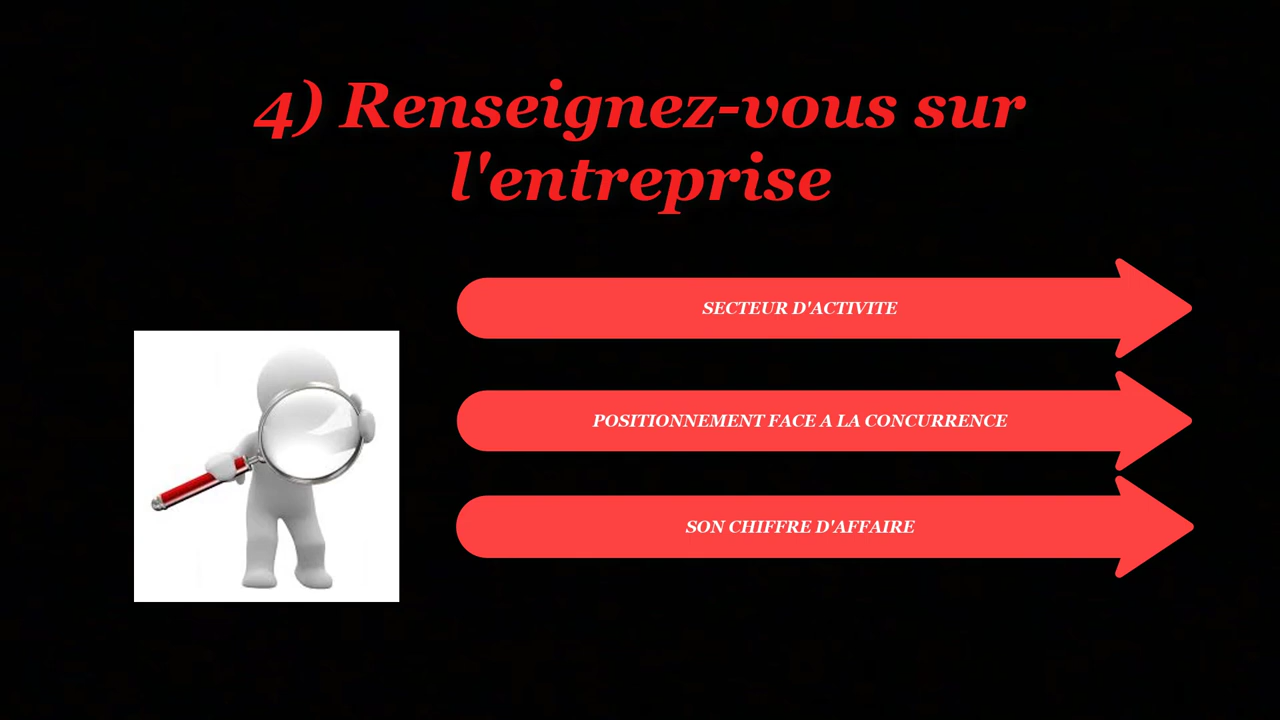 4) Renseignez-vous sur
l'entreprise
SECTEUR D'ACTIVITE
POSITIONNEMENT FACE A LA CONCURRENCE
SON CHIFFRE D'AFFAIRE